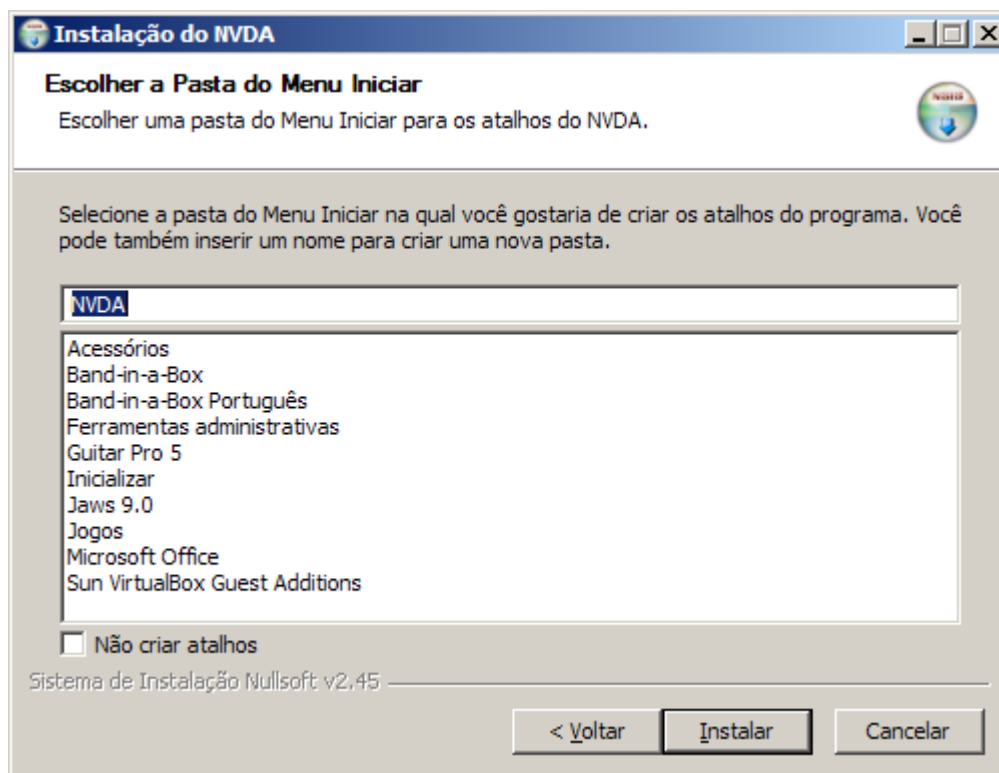 Instalação do NVDA
Escolher a Pasta do Menu Iniciar
Escolher uma pasta do Menu Iniciar para os atalhos do NVDA.
Selecione a pasta do Menu Iniciar na qual você gostaria de criar os atalhos do programa. Você
pode também inserir um nome para criar uma nova pasta.
NVDA
Acessórios
Band-in-a-Box
Band-in-a-Box Português
Ferramentas administrativas
Guitar Pro 5
Inicializar
Jaws 9.0
Jogos
Microsoft Office
Sun VirtualBox Guest Additions
Não criar atalhos
Sistema de Instalação Nullsoft v2.45
< Voltar Instalar Cancelar